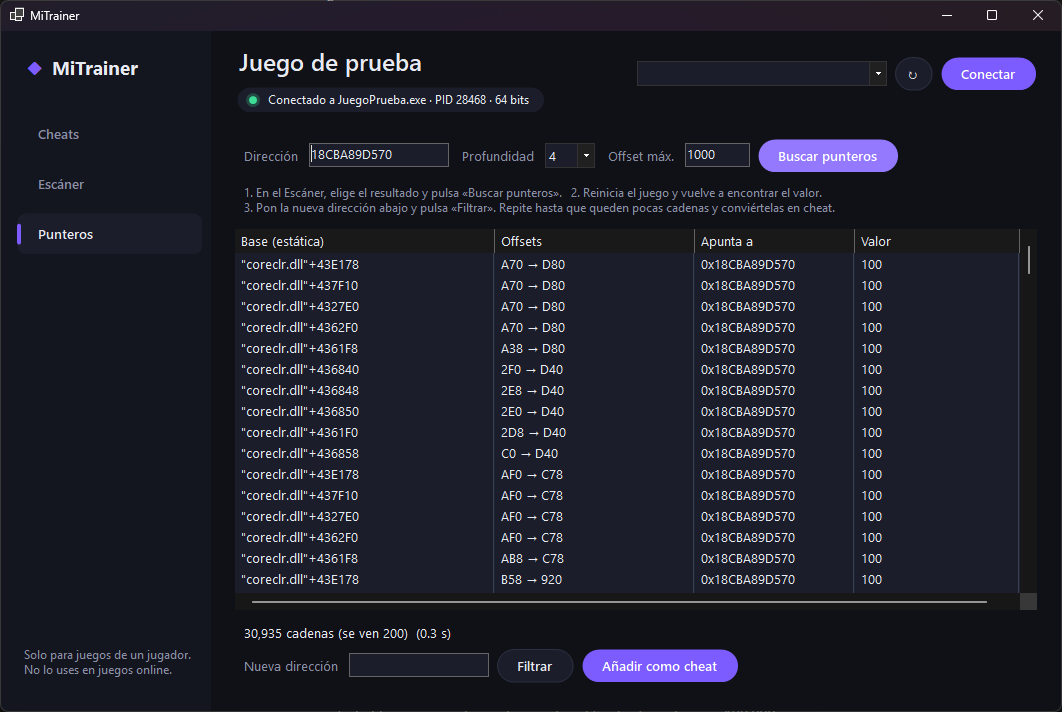 MiTrainer
MiTrainer
Juego de prueba
Conectar
Conectado a JuegoPrueba.exe · PID 28468 · 64 bits
Cheats
Escáner
Punteros
Dirección 18CBA89D570 Profundidad 4 Offset máx. 1000 Buscar punteros
1. En el Escáner, elige el resultado y pulsa «Buscar punteros». 2. Reinicia el juego y vuelve a encontrar el valor.
3. Pon la nueva dirección abajo y pulsa «Filtrar». Repite hasta que queden pocas cadenas y conviértelas en cheat.
Base (estática) Offsets Apunta a Valor
"coreclr.dll"+43E178 A70 → D80 0x18CBA89D570 100
"coreclr.dll"+437F10 A70 → D80 0x18CBA89D570 100
"coreclr.dll"+4327E0 A70 → D80 0x18CBA89D570 100
"coreclr.dll"+4362F0 A70 → D80 0x18CBA89D570 100
"coreclr.dll"+4361F8 A38 → D80 0x18CBA89D570 100
"coreclr.dll"+436840 2F0 → D40 0x18CBA89D570 100
"coreclr.dll"+436848 2E8 → D40 0x18CBA89D570 100
"coreclr.dll"+436850 2E0 → D40 0x18CBA89D570 100
"coreclr.dll"+4361F0 2D8 → D40 0x18CBA89D570 100
"coreclr.dll"+436858 C0 → D40 0x18CBA89D570 100
"coreclr.dll"+43E178 AF0 → C78 0x18CBA89D570 100
"coreclr.dll"+437F10 AF0 → C78 0x18CBA89D570 100
"coreclr.dll"+4327E0 AF0 → C78 0x18CBA89D570 100
"coreclr.dll"+4362F0 AF0 → C78 0x18CBA89D570 100
"coreclr.dll"+4361F8 AB8 → C78 0x18CBA89D570 100
"coreclr.dll"+43E178 B58 → 920 0x18CBA89D570 100
30,935 cadenas (se ven 200) (0.3 s)
Nueva dirección Filtrar Añadir como cheat
Solo para juegos de un jugador.
No lo uses en juegos online.